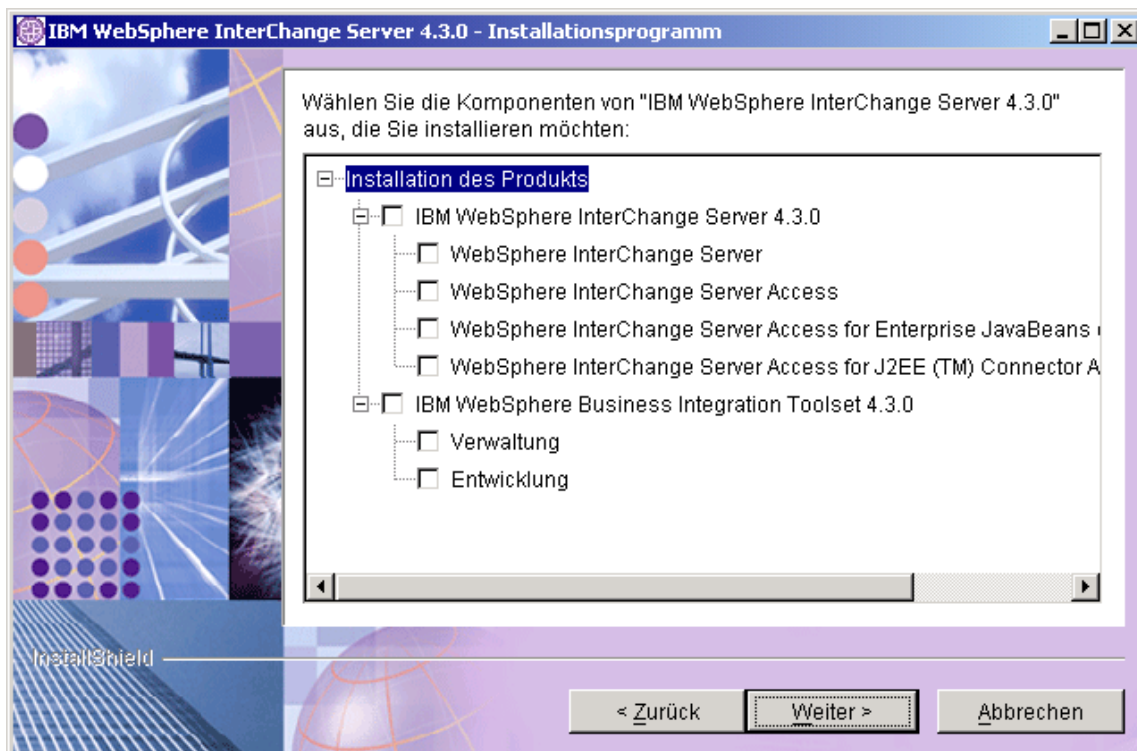 IBM WebSphere InterChange Server 4.3.0 - Installationsprogramm
Wählen Sie die Komponenten von "IBM WebSphere InterChange Server 4.3.0"
aus, die Sie installieren möchten:
Installation des Produkts
IBM WebSphere InterChange Server 4.3.0
WebSphere InterChange Server
WebSphere InterChange Server Access
WebSphere InterChange Server Access for Enterprise JavaBeans
WebSphere InterChange Server Access for J2EE (TM) Connector A
IBM WebSphere Business Integration Toolset 4.3.0
Verwaltung
Entwicklung
InstallShield
< Zurück
Weiter >
Abbrechen